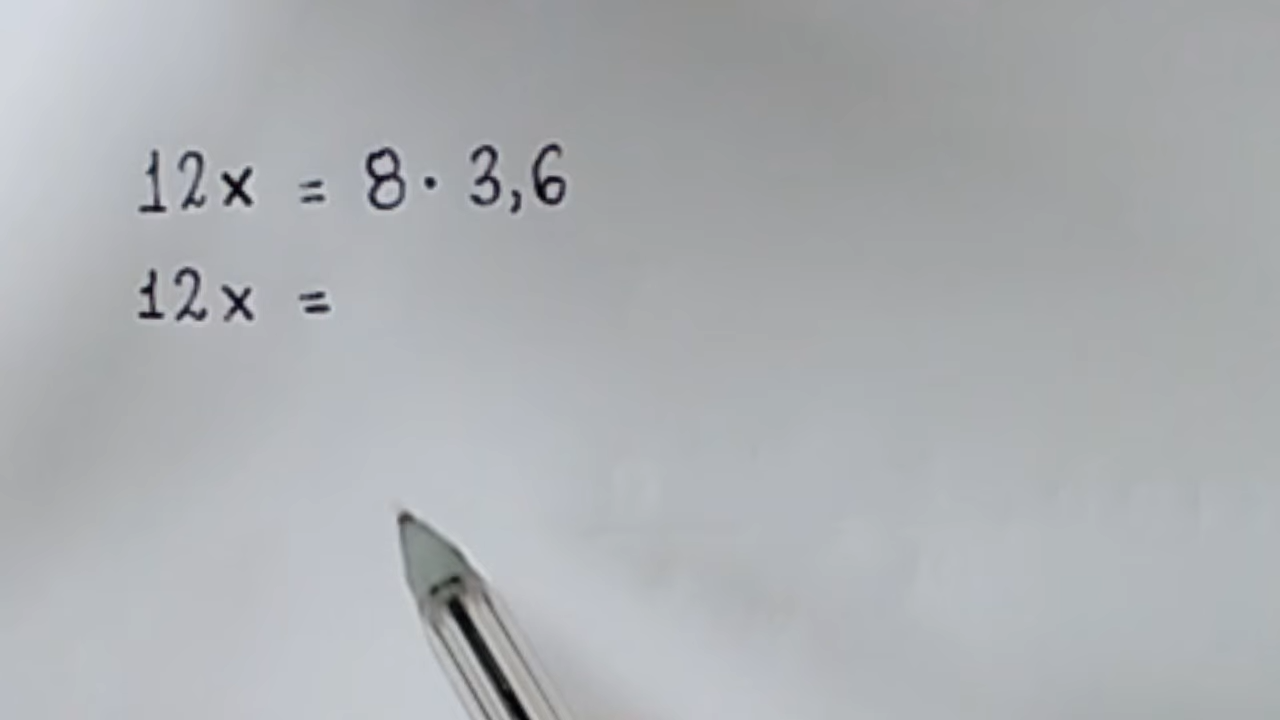 12x = 8 · 3,6
12x =